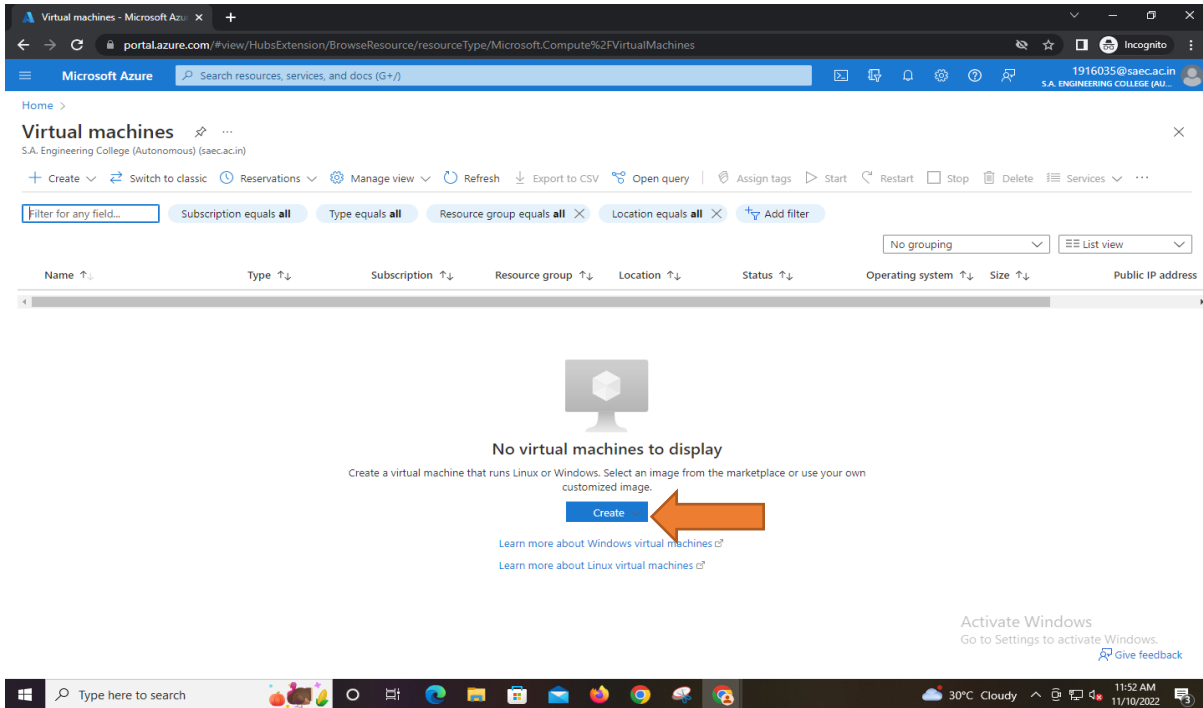 Virtual machines - Microsoft Azu
portal.azure.com/#view/HubsExtension/BrowseResource/resourceType/Microsoft.Compute%2FVirtualMachines
Incognito
Microsoft Azure
Search resources, services, and docs (G+/)
1916035@saec.ac.in
S.A. ENGINEERING COLLEGE (AU...
Home >
Virtual machines
S.A. Engineering College (Autonomous) (saec.ac.in)
Create Switch to classic Reservations Manage view Refresh Export to CSV Open query Assign tags Start Restart Stop Delete Services
Filter for any field... Subscription equals all Type equals all Resource group equals all Location equals all Add filter
No grouping List view
Name Type Subscription Resource group Location Status Operating system Size Public IP address
No virtual machines to display
Create a virtual machine that runs Linux or Windows. Select an image from the marketplace or use your own
customized image.
Create
Learn more about Windows virtual machines
Learn more about Linux virtual machines
Activate Windows
Go to Settings to activate Windows.
Give feedback
Type here to search
30°C Cloudy
11:52 AM
11/10/2022
3